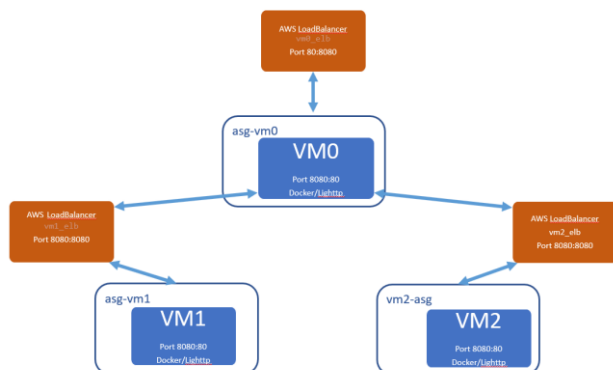 AWS LoadBalancer
vm0_elb
Port 80:8080
asg-vm0
VM0
Port 8080:80
Docker/Lighttp
AWS LoadBalancer
vm1_elb
Port 8080:8080
AWS LoadBalancer
vm2_elb
Port 8080:8080
asg-vm1
VM1
Port 8080:80
Docker/Lighttp
vm2-asg
VM2
Port 8080:80
Docker/Lighttp